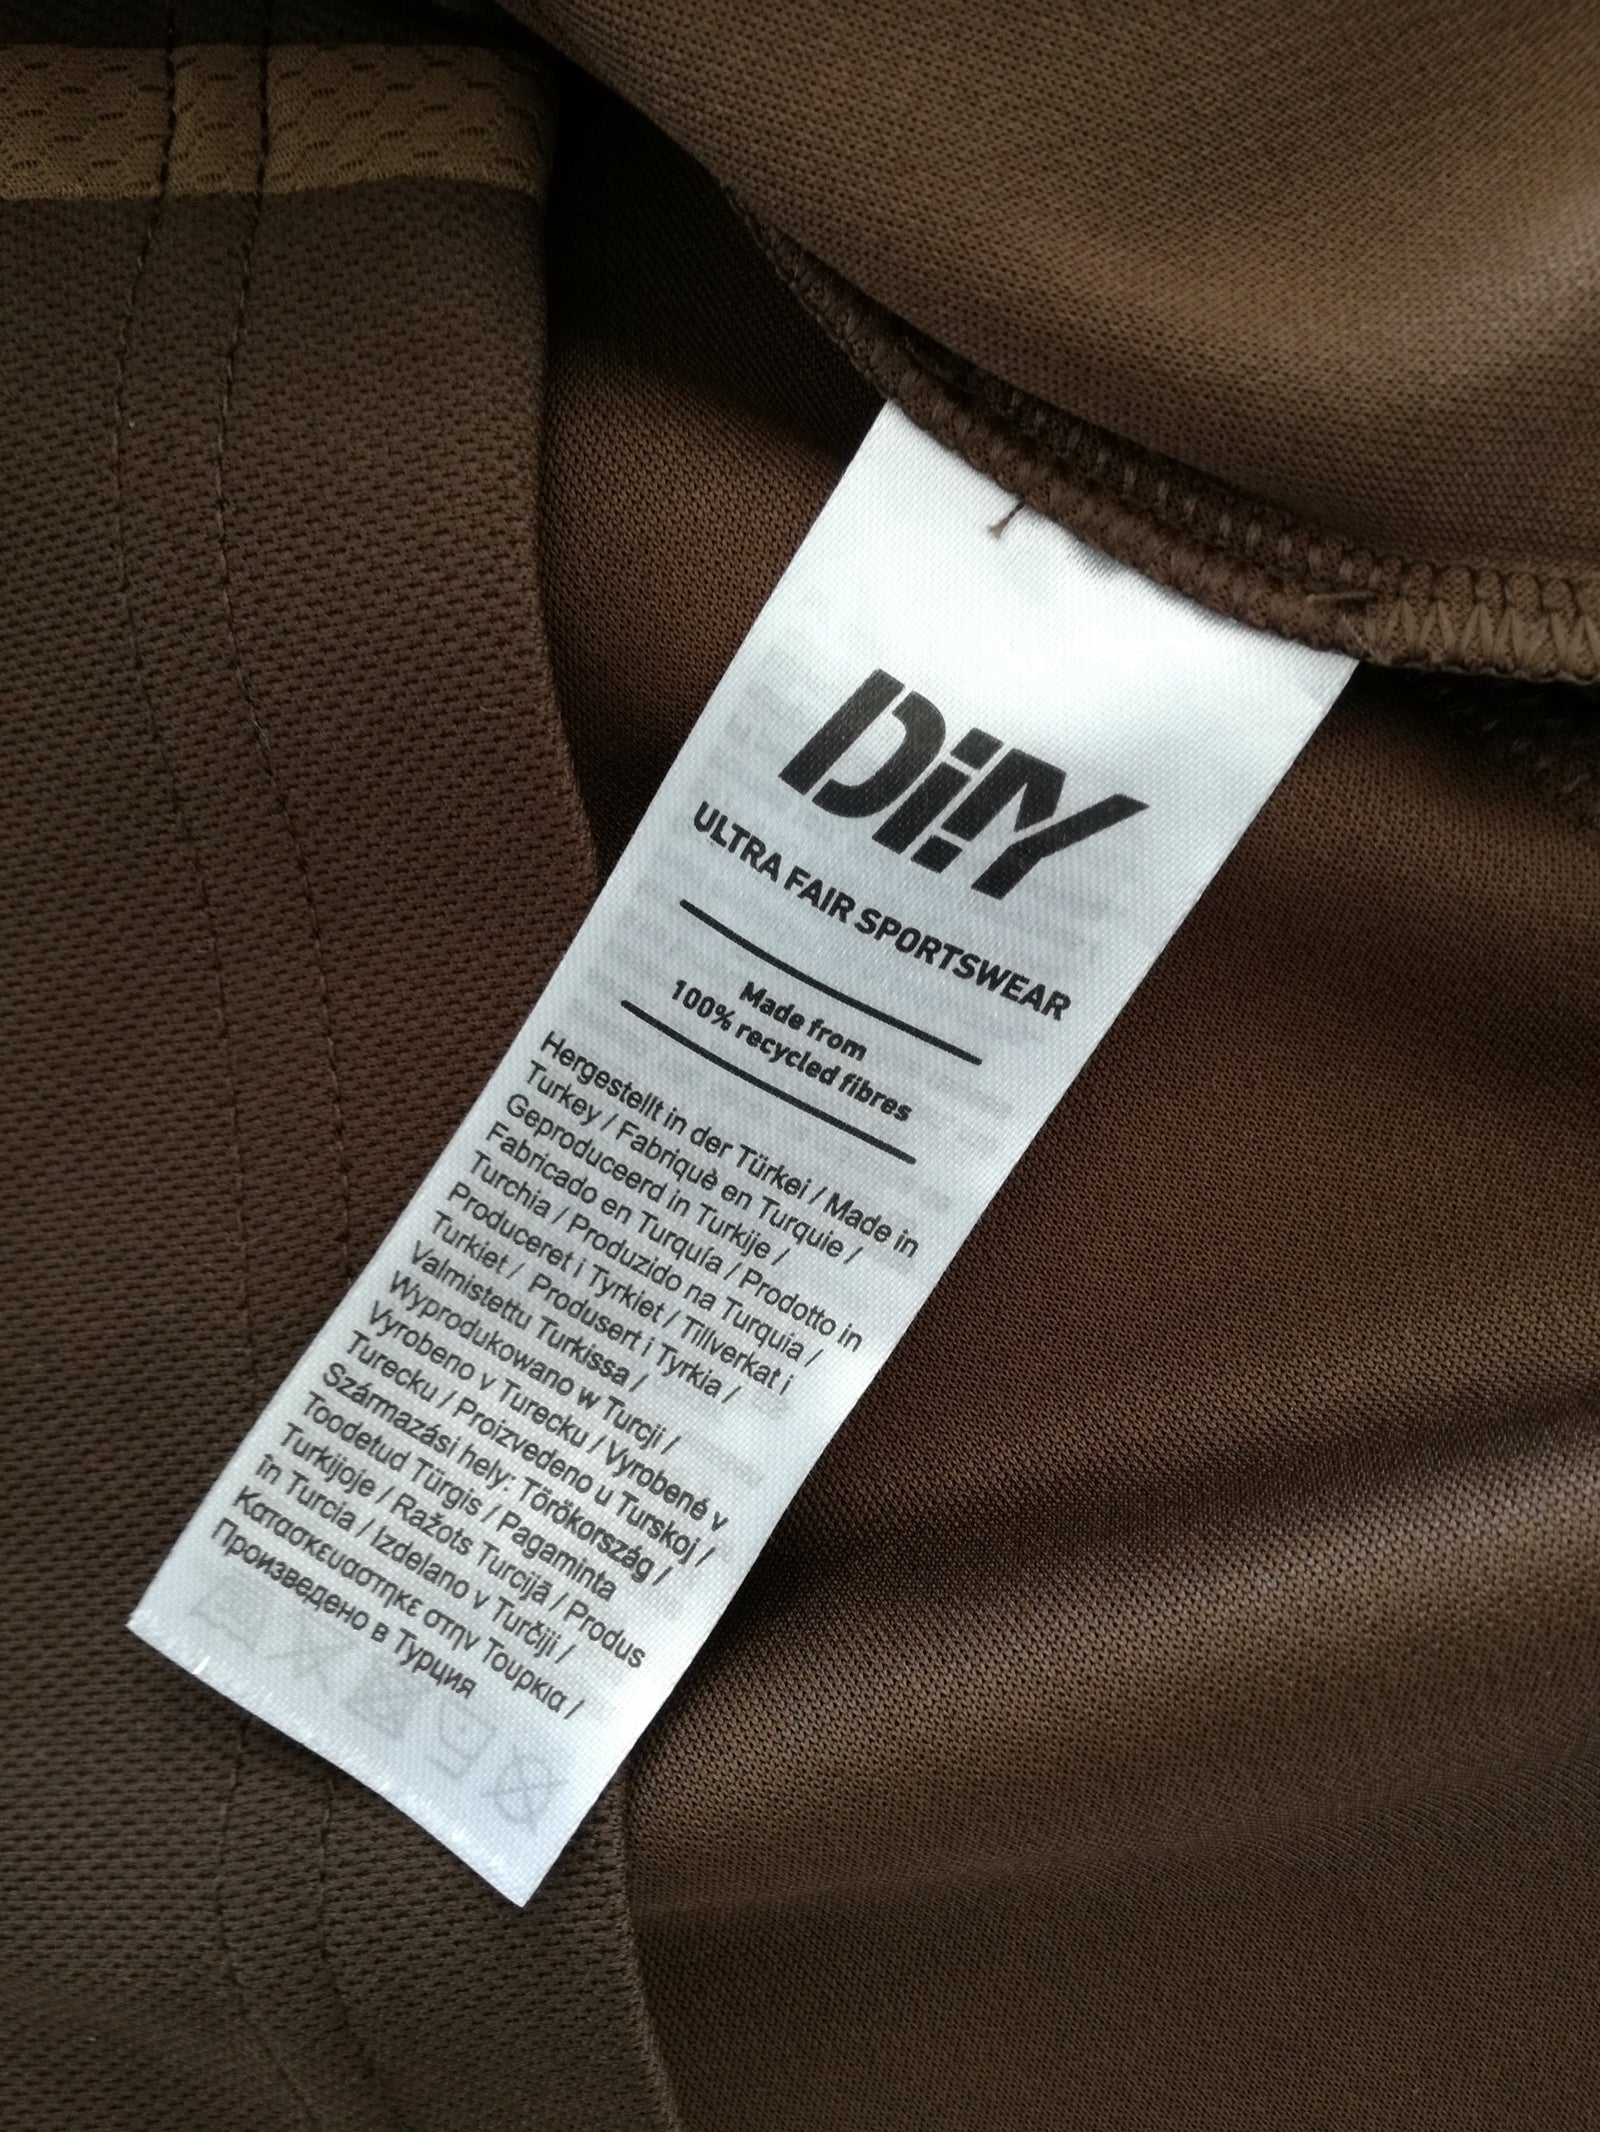 DiY
ULTRA FAIR SPORTSWEAR
Made from
100% recycled fibres
Hergestellt in der Türkei / Made in
Turkey / Fabriquè en Turquie /
Geproduceerd in Turkije /
Fabricado en Turquía / Prodotto in
Turchia / Produzido na Turquia /
Produceret i Tyrkiet / Tillverkat i
Turkiet / Produsert i Tyrkia /
Valmistettu Turkissa /
Wyprodukowano w Turcji /
Vyrobeno v Turecku / Vyrobené v
Turecku / Proizvedeno u Turskoj /
Származási hely: Törökország /
Toodetud Türgis / Pagaminta
Turkijoje / Ražots Turcijā / Produs
în Turcia / Izdelano v Turčiji /
Κατασκευαστηκε στην Τουρκια /
Произведено в Турция